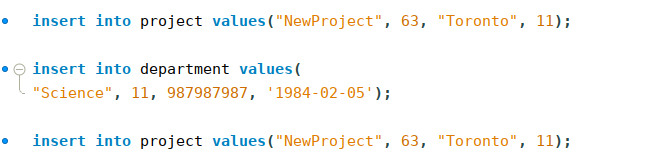 insert into project values("NewProject", 63, "Toronto", 11);
insert into department values(
"Science", 11, 987987987, '1984-02-05');
insert into project values("NewProject", 63, "Toronto", 11);